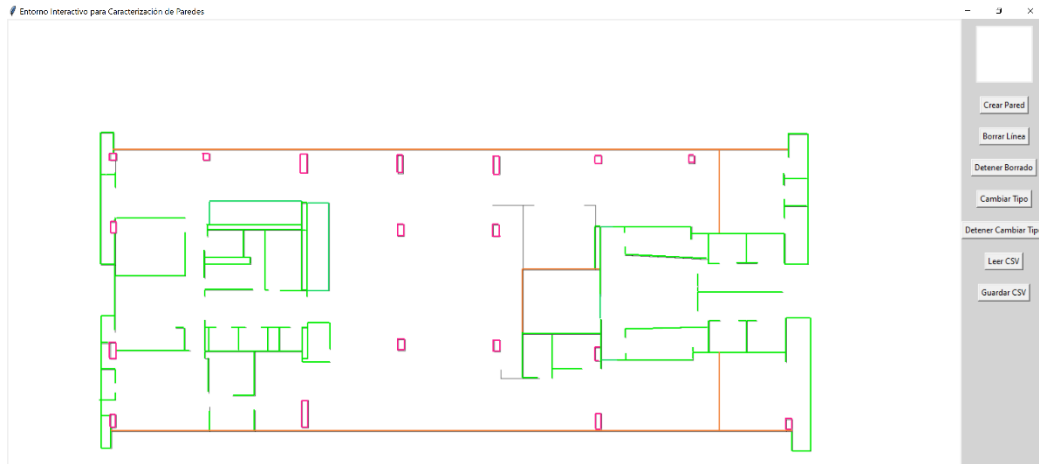 Entorno Interactivo para Caracterización de Paredes
Crear Pared
Borrar Línea
Detener Borrado
Cambiar Tipo
Detener Cambiar Tip
Leer CSV
Guardar CSV